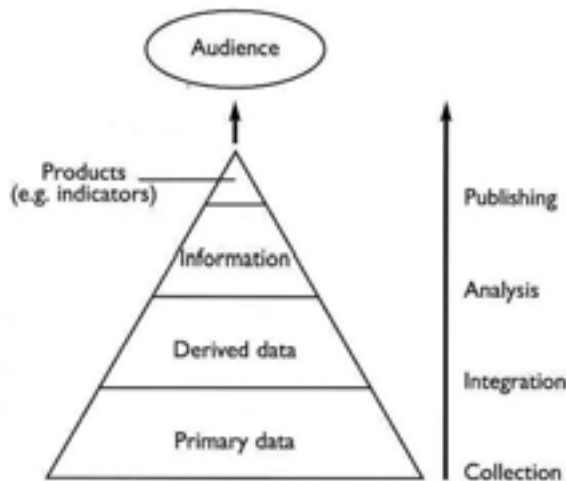 Audience
Products
(e.g. indicators)
Publishing
Information
Analysis
Derived data
Integration
Primary data
Collection